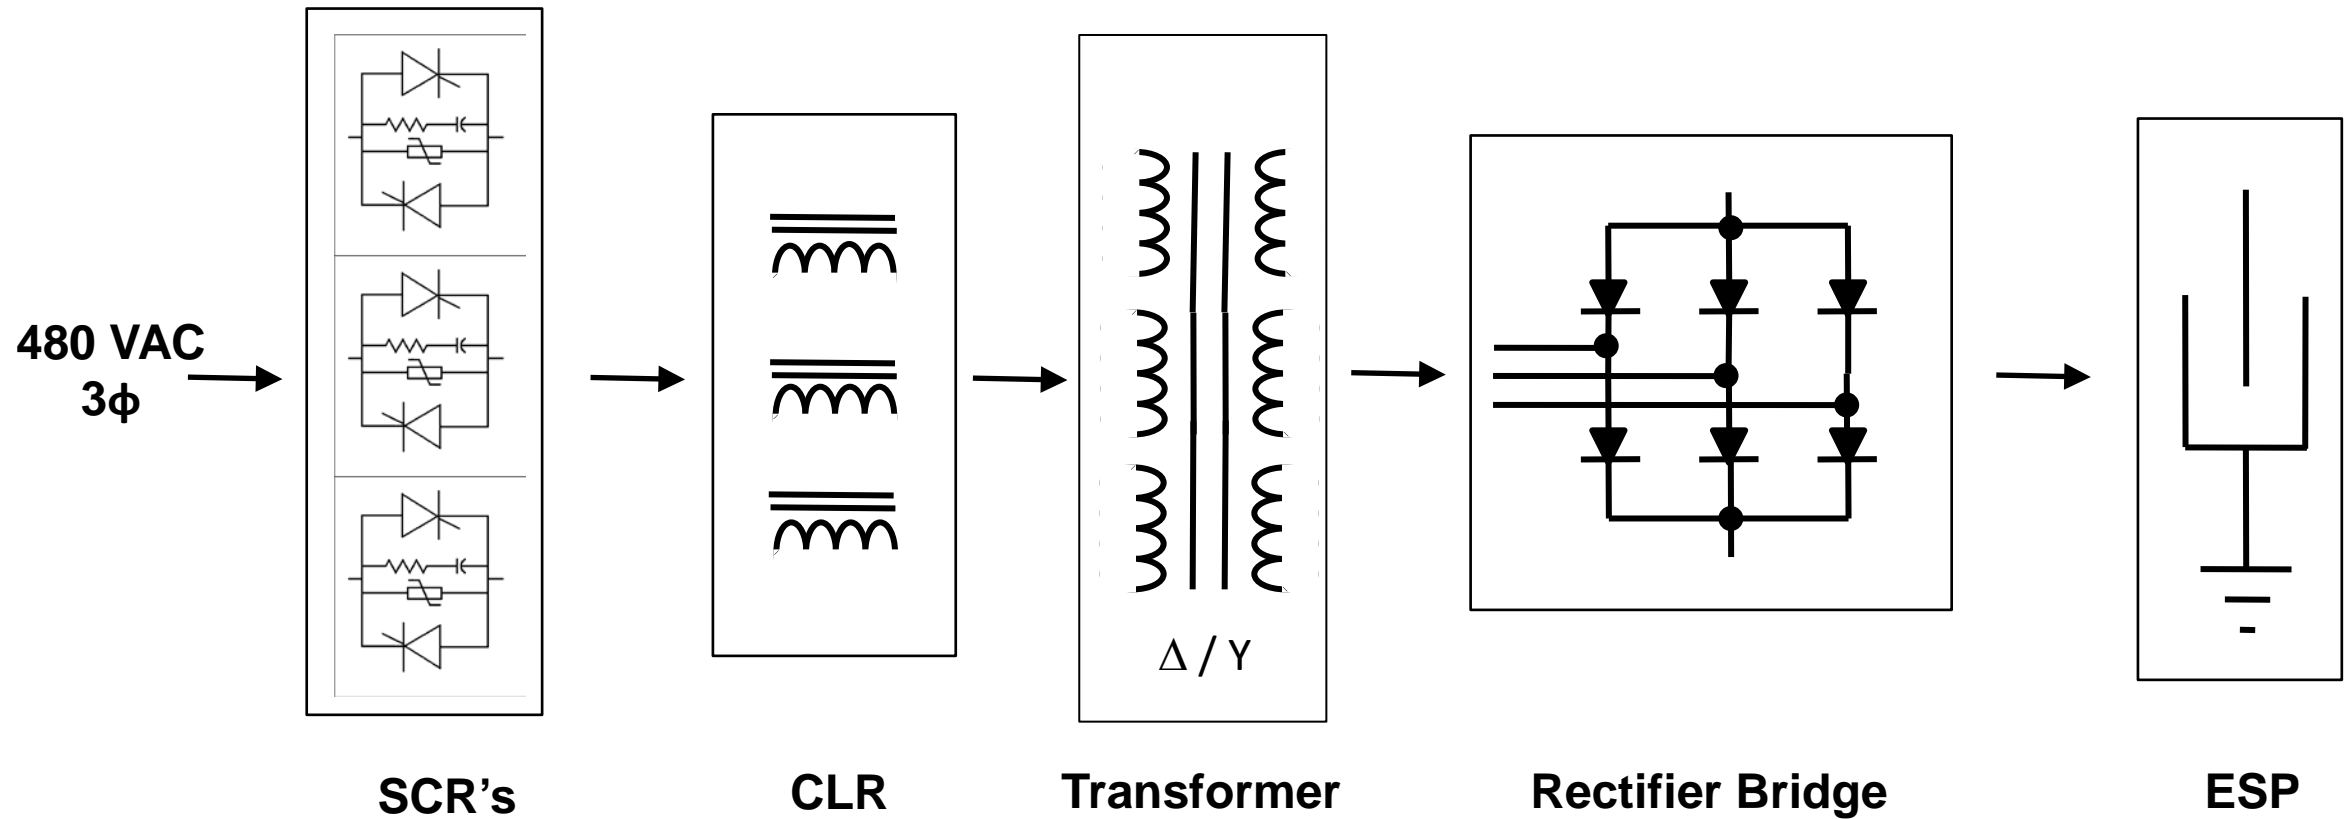 480 VAC
3ϕ
Δ / Y
SCR’s
CLR
Transformer
Rectifier Bridge
ESP